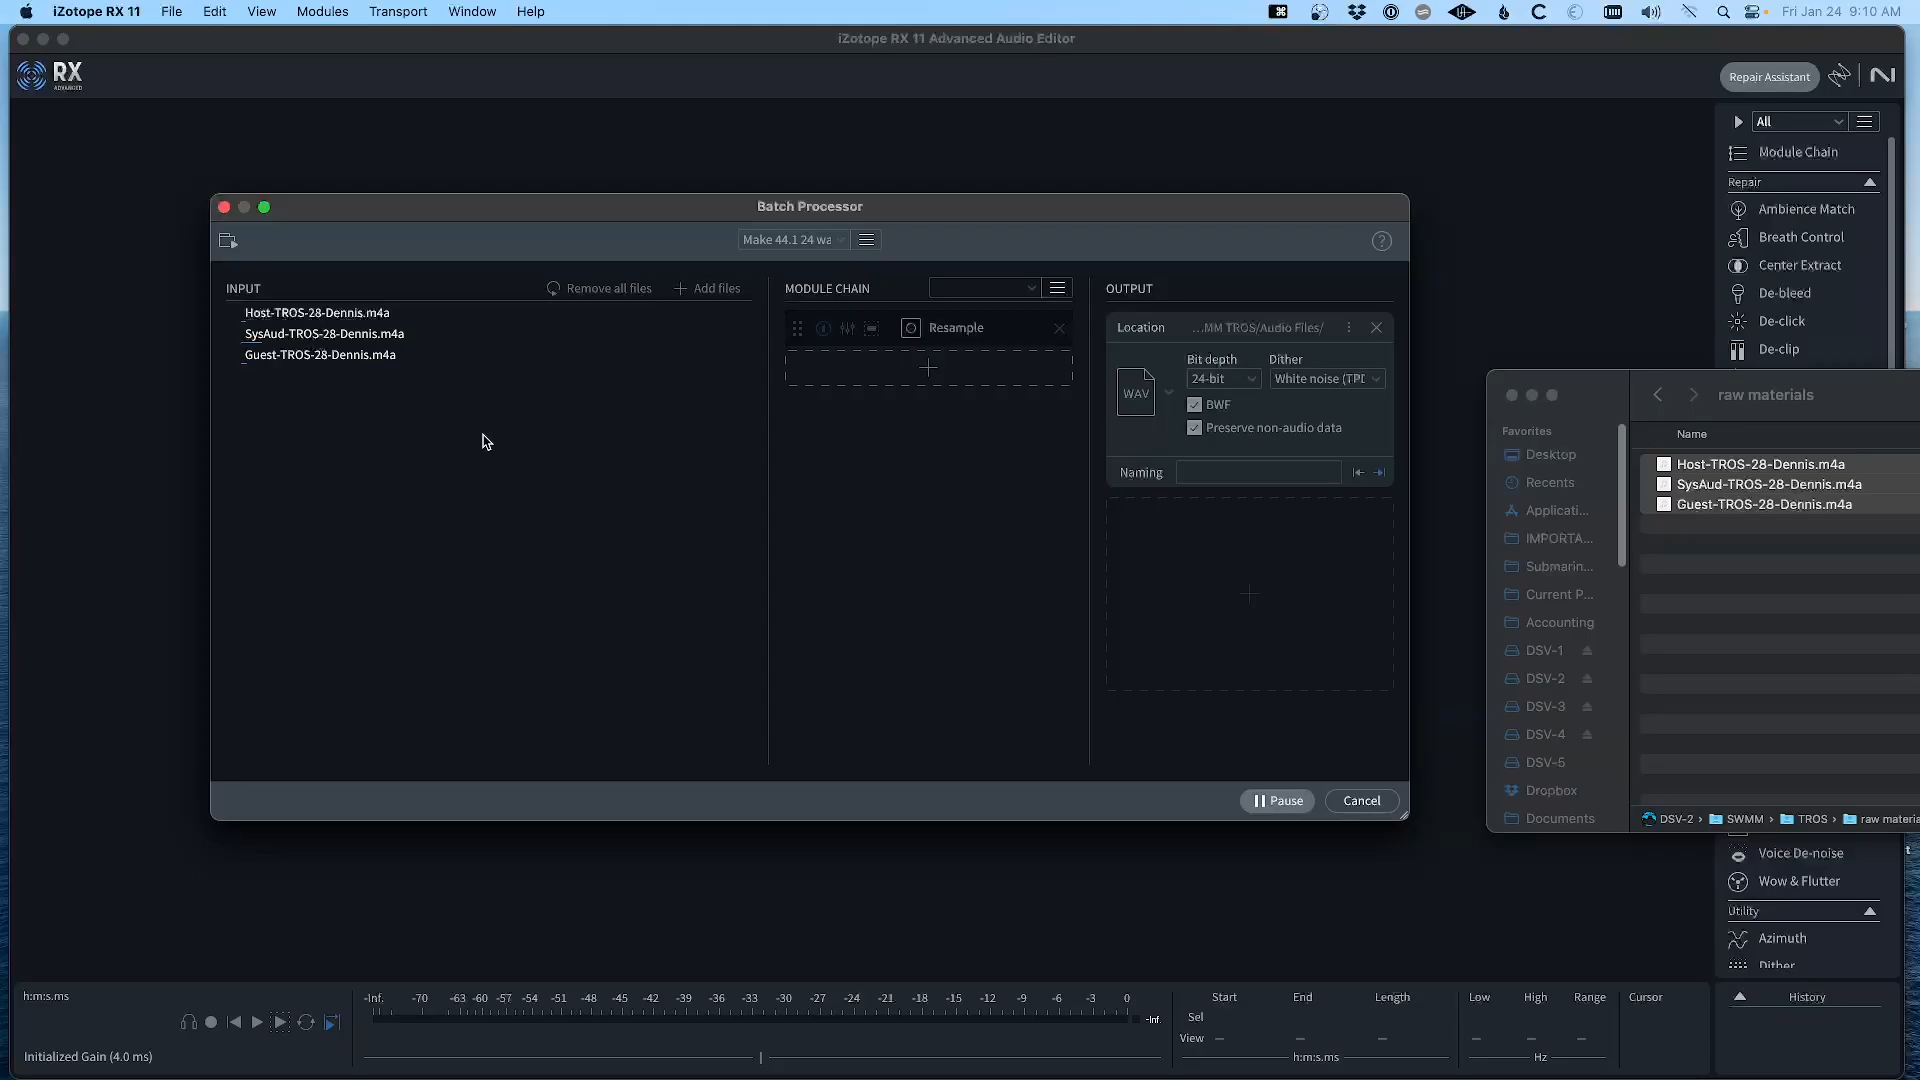 iZotope RX 11 File Edit View Modules Transport Window Help Fri Jan 24 9:10 AM
iZotope RX 11 Advanced Audio Editor
RX
ADVANCED
Repair Assistant
All
Module Chain
Repair
Ambience Match
Breath Control
Center Extract
De-bleed
De-click
De-clip
Batch Processor
Make 44.1 24 wa
?
INPUT Remove all files Add files
Host-TROS-28-Dennis.m4a
SysAud-TROS-28-Dennis.m4a
Guest-TROS-28-Dennis.m4a
MODULE CHAIN
Resample
OUTPUT
Location ...MM TROS/Audio Files/
Bit depth Dither
WAV 24-bit White noise (TPD
BWF
Preserve non-audio data
Naming
Pause Cancel
raw materials
Favorites
Desktop
Recents
Applicati...
IMPORTA...
Submarin...
Current P...
Accounting
DSV-1
DSV-2
DSV-3
DSV-4
DSV-5
Dropbox
Documents
Name
Host-TROS-28-Dennis.m4a
SysAud-TROS-28-Dennis.m4a
Guest-TROS-28-Dennis.m4a
DSV-2 › SWMM › TROS › raw materia
Voice De-noise
Wow & Flutter
Utility
Azimuth
Dither
h:m:s.ms
Initialized Gain (4.0 ms)
-Inf. -70 -63 -60 -57 -54 -51 -48 -45 -42 -39 -36 -33 -30 -27 -24 -21 -18 -15 -12 -9 -6 -3 0
-Inf.
Start End Length
Sel
View – – –
h:m:s.ms
Low High Range
– – –
Hz
Cursor
History